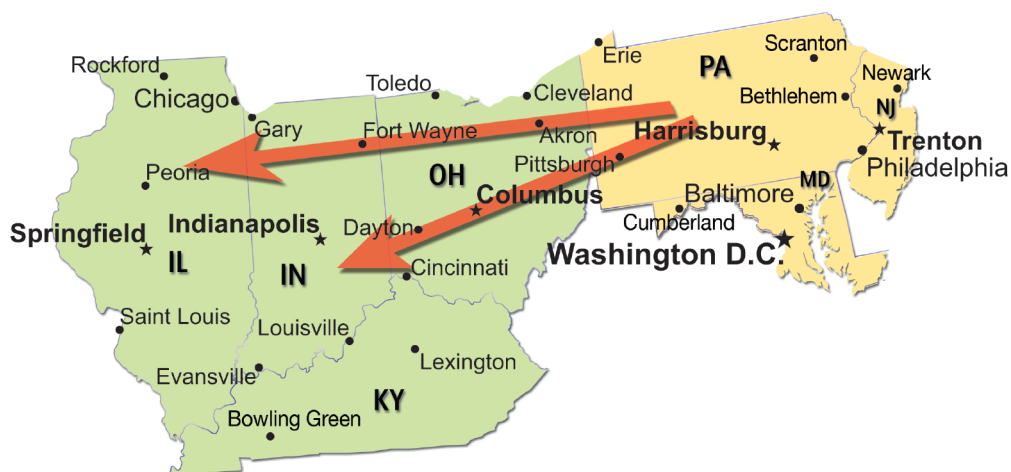 Scranton
Erie
PA
Rockford
Newark
Toledo
Cleveland
Bethlehem
Chicago
NJ
Gary
Fort Wayne
Akron
Harrisburg
Trenton
Pittsburgh
Philadelphia
Peoria
OH
MD
Columbus
Baltimore
Indianapolis
Dayton
Cumberland
Springfield
Washington D.C.
IL
IN
Cincinnati
Saint Louis
Louisville
Lexington
Evansville
KY
Bowling Green